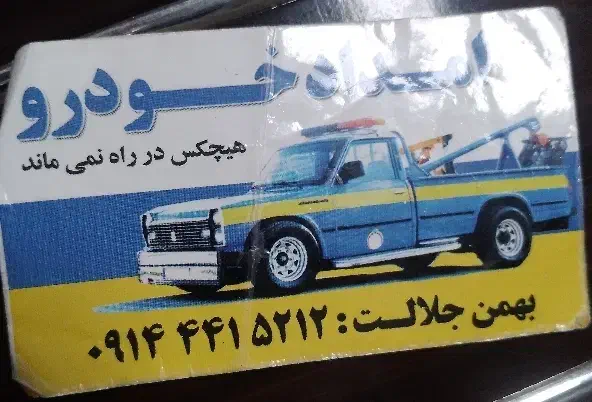 امداد خودرو
هیچکس در راه نمی ماند
بهمن جلالت: ۰۹۱۴ ۴۴۱ ۵۲۱۲